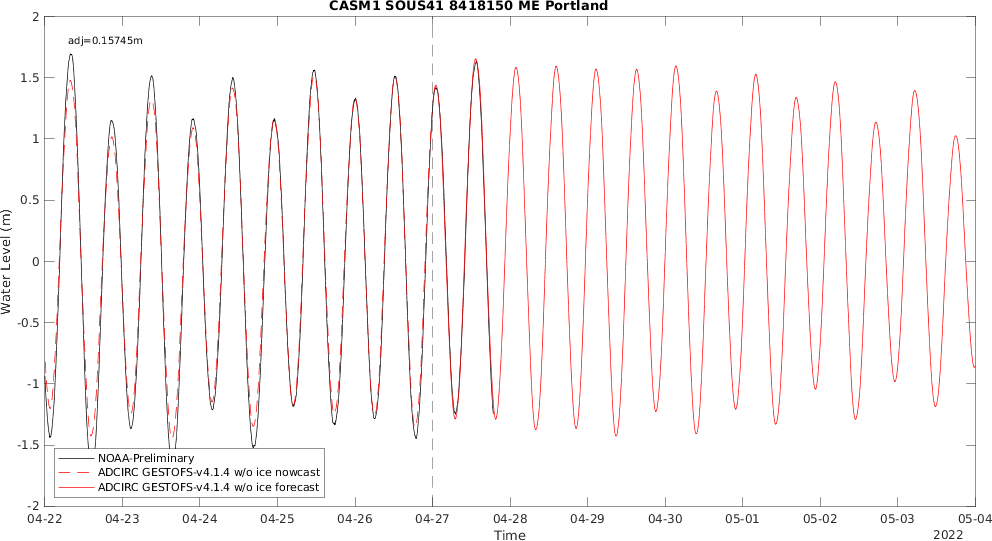 CASM1 SOUS41 8418150 ME Portland
adj=0.15745m
2
1.5
1
0.5
0
-0.5
-1
-1.5
-2
Water Level (m)
NOAA-Preliminary
ADCIRC GESTOFS-v4.1.4 w/o ice nowcast
ADCIRC GESTOFS-v4.1.4 w/o ice forecast
04-22 04-23 04-24 04-25 04-26 04-27 04-28 04-29 04-30 05-01 05-02 05-03 05-04
Time
2022